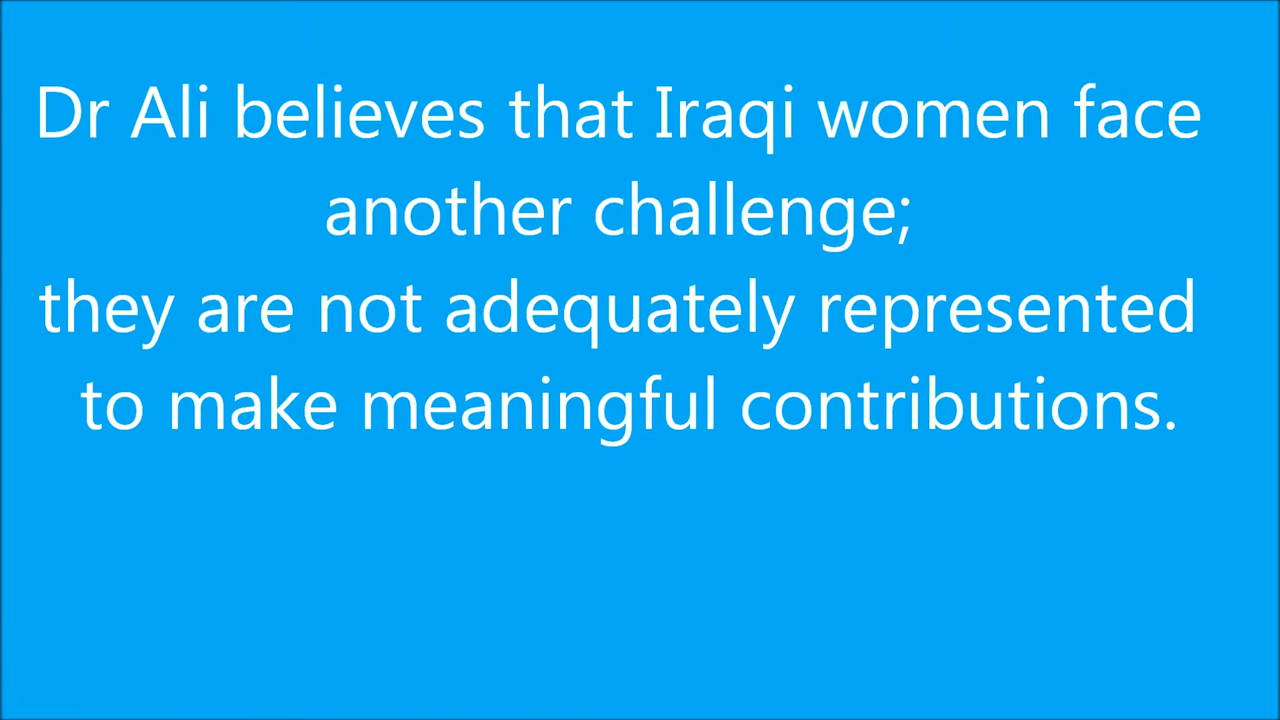 Dr Ali believes that Iraqi women face
another challenge;
they are not adequately represented
to make meaningful contributions.